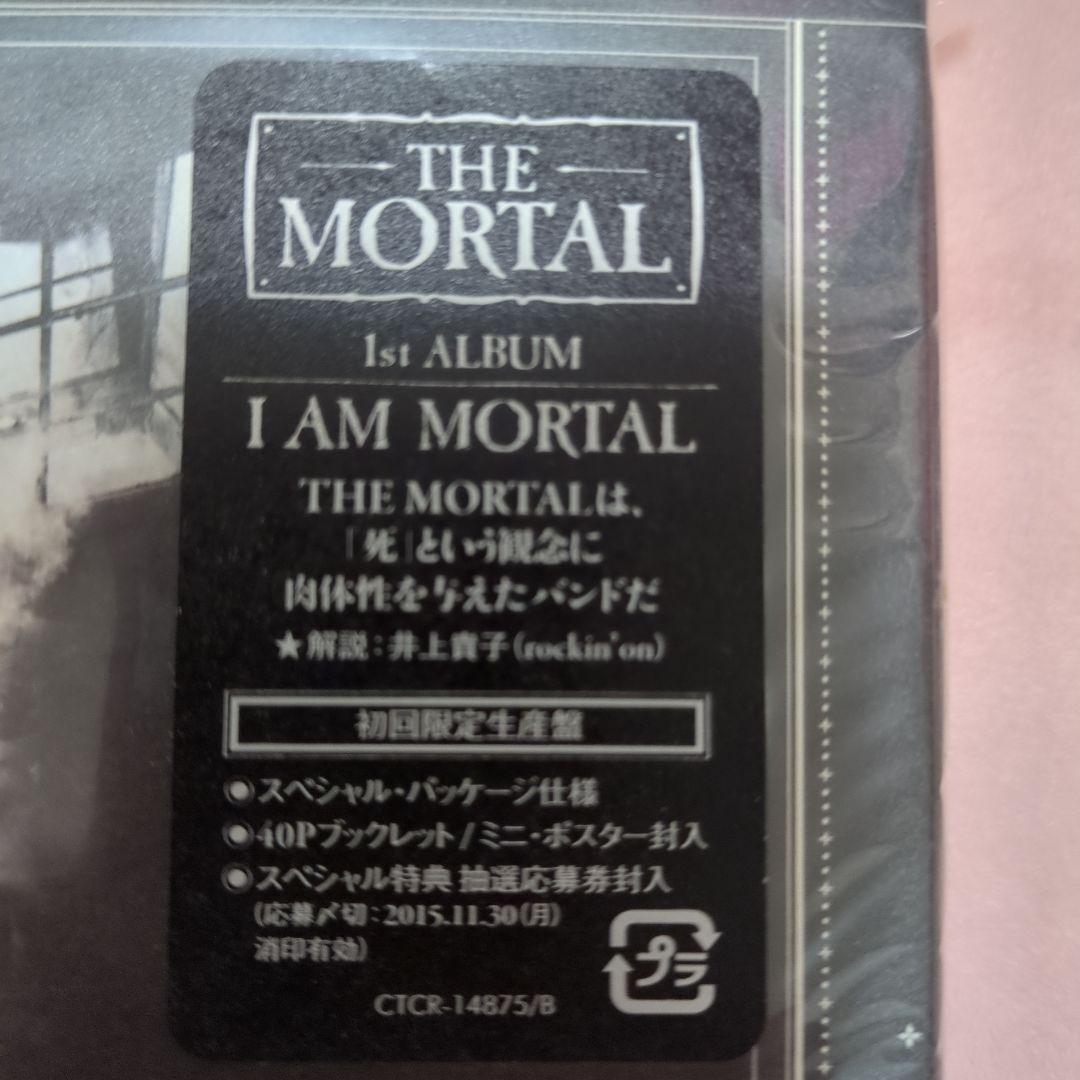 THE
MORTAL
1st ALBUM
I AM MORTAL
THE MORTALは、
「死」という観念に
肉体性を与えたバンドだ
★解説:井上貴子(rockin'on)
初回限定生産盤
●スペシャル・パッケージ仕様
●40Pブックレット/ミニ・ポスター封入
●スペシャル特典 抽選応募券封入
(応募〆切:2015.11.30(月)
消印有効)
プラ
CTCR-14875/B